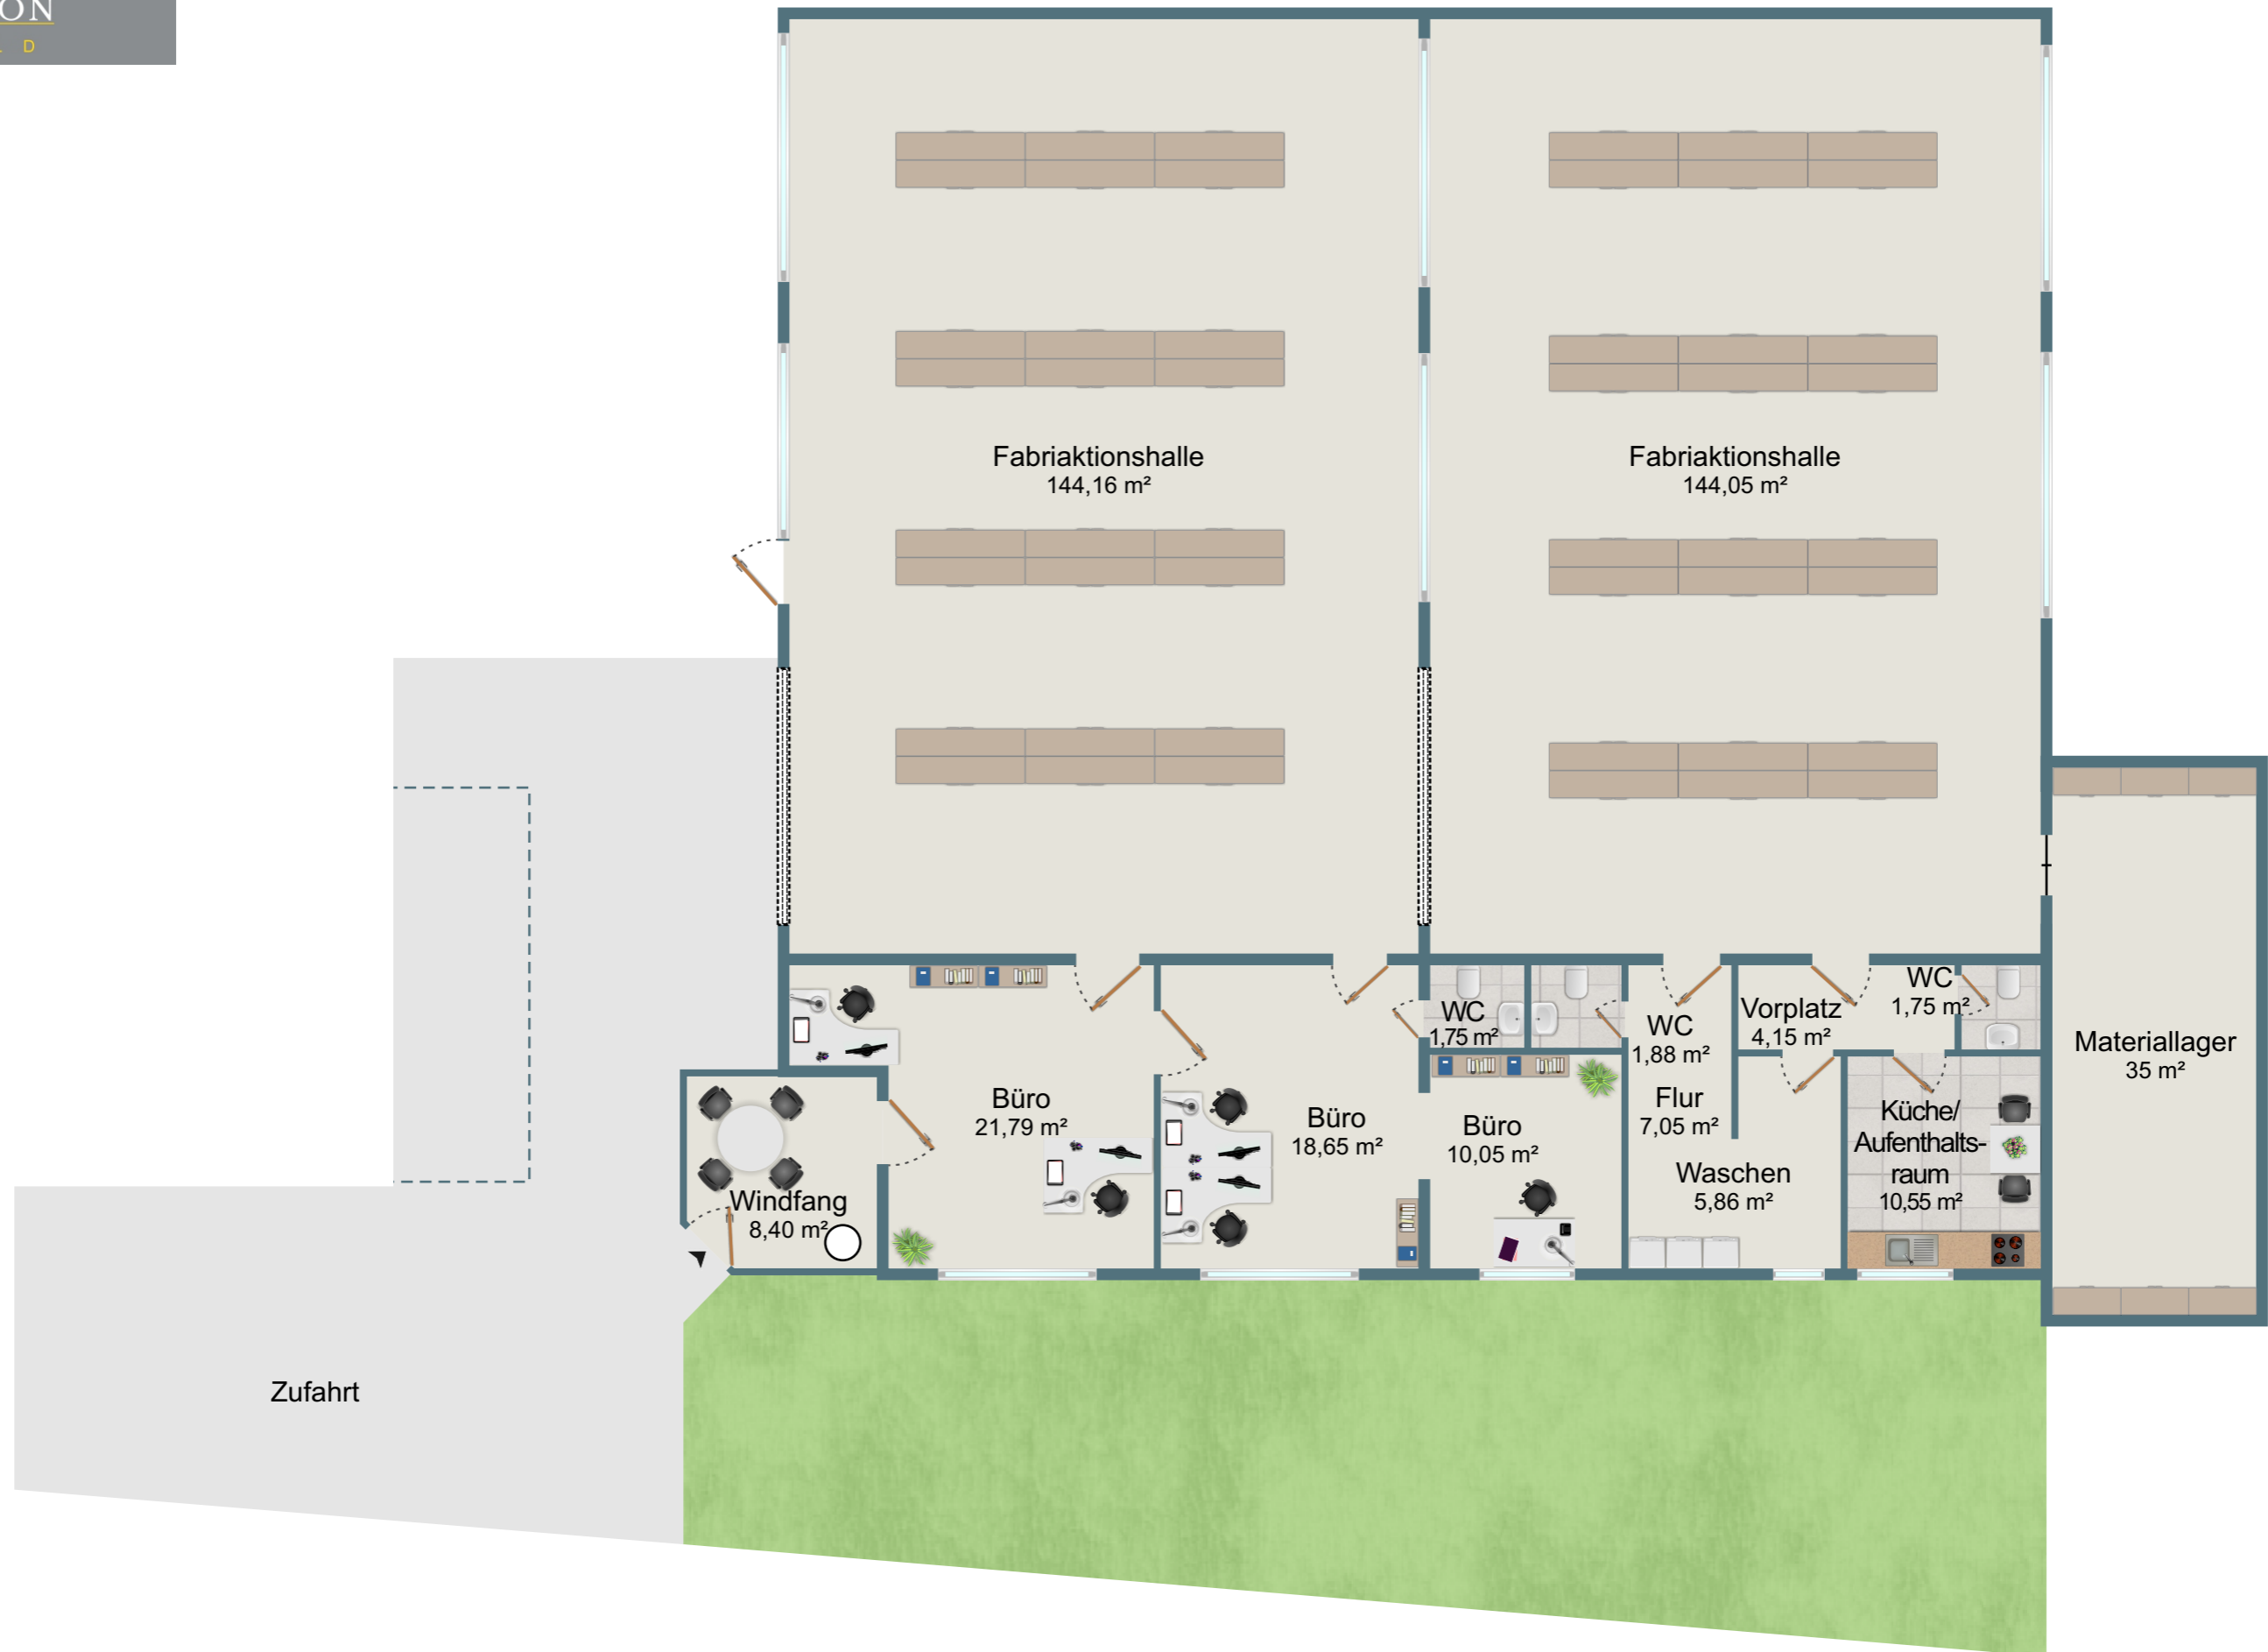 ON
L D
Fabriaktionshalle
144,16 m²
Fabriaktionshalle
144,05 m²
WC
1,75 m²
WC
1,88 m²
Vorplatz
4,15 m²
WC
1,75 m²
Materiallager
35 m²
Büro
21,79 m²
Büro
18,65 m²
Büro
10,05 m²
Flur
7,05 m²
Küche/
Aufenthalts-
raum
10,55 m²
Waschen
5,86 m²
Windfang
8,40 m²
Zufahrt